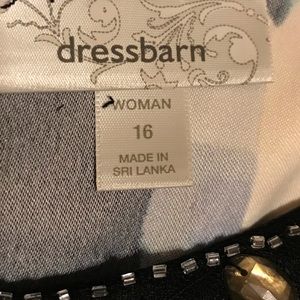 dressbarn
WOMAN
16
MADE IN
SRI LANKA